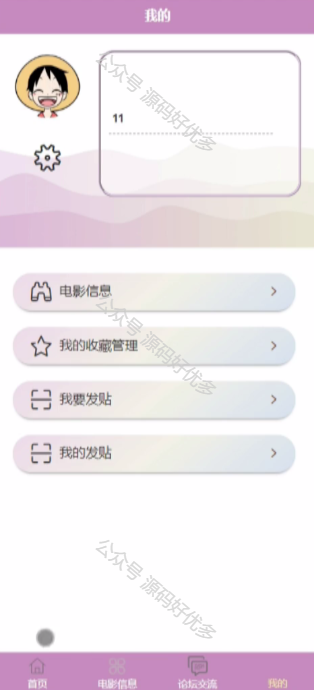 我的
公众号 源码好优多
11
电影信息
公众号 源码好优多
我的收藏管理
我要发贴
我的发贴
公众号 源码好优多
首页
电影信息
论坛交流
我的